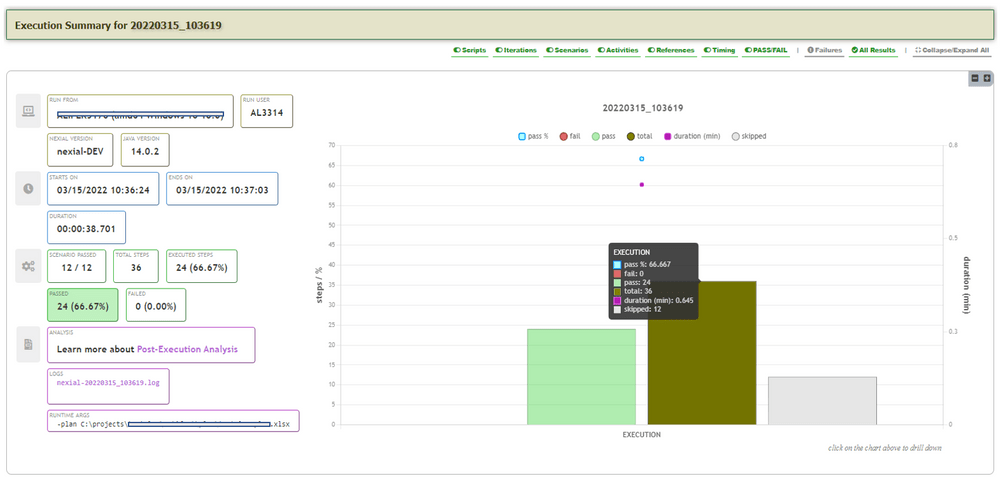 Execution Summary for 20220315_103619
Scripts Iterations Scenarios Activities References Timing PASS/FAIL | Failures All Results | Collapse/Expand All
RUN FROM
RUN USER
AL3314
NEXIAL VERSION
nexial-DEV
JAVA VERSION
14.0.2
STARTS ON
03/15/2022 10:36:24
ENDS ON
03/15/2022 10:37:03
DURATION
00:00:38.701
SCENARIO PASSED
12 / 12
TOTAL STEPS
36
EXECUTED STEPS
24 (66.67%)
PASSED
24 (66.67%)
FAILED
0 (0.00%)
ANALYSIS
Learn more about Post-Execution Analysis
LOGS
nexial-20220315_103619.log
RUNTIME ARGS
-plan C:\projects\
.xlsx
20220315_103619
pass % fail pass total duration (min) skipped
steps / %
70
65
60
55
50
45
40
35
30
25
20
15
10
5
0
EXECUTION
pass %: 66.667
fail: 0
pass: 24
total: 36
duration (min): 0.645
skipped: 12
0.8
0.5
0.3
0
duration (min)
EXECUTION
click on the chart above to drill down